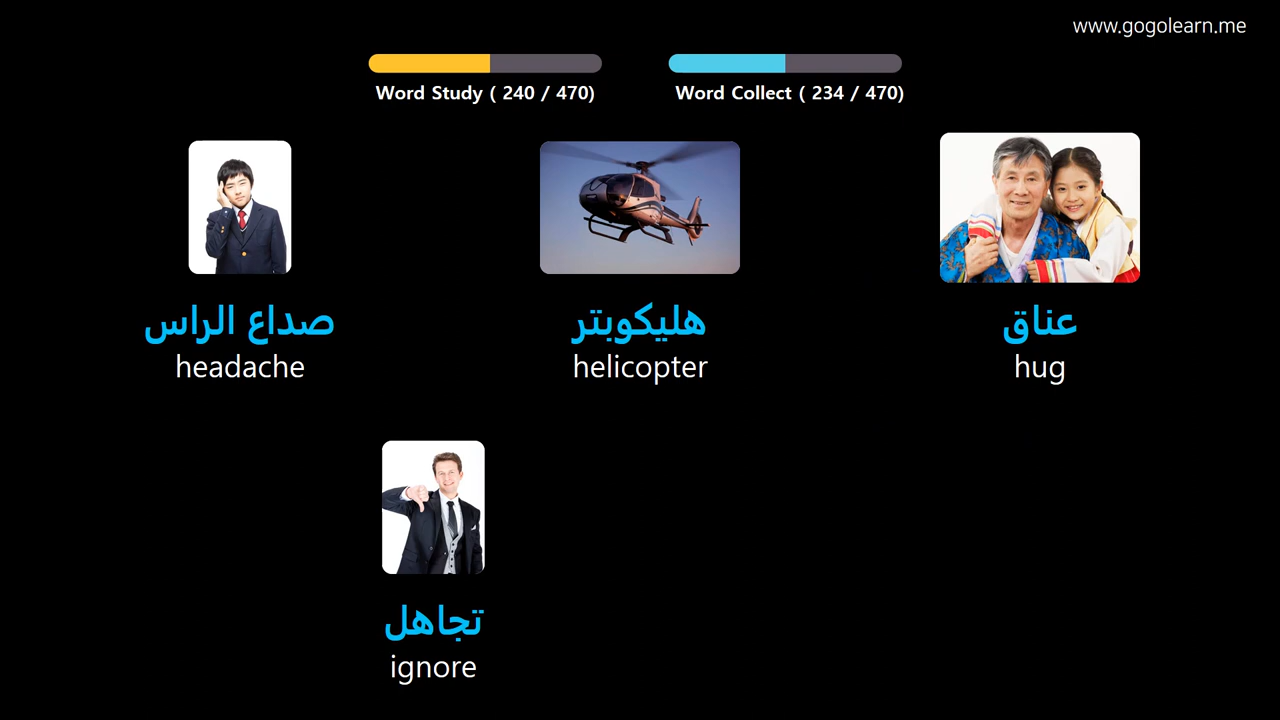 www.gogolearn.me
Word Study ( 240 / 470)
Word Collect ( 234 / 470)
صداع الراس
headache
هليكوبتر
helicopter
عناق
hug
تجاهل
ignore